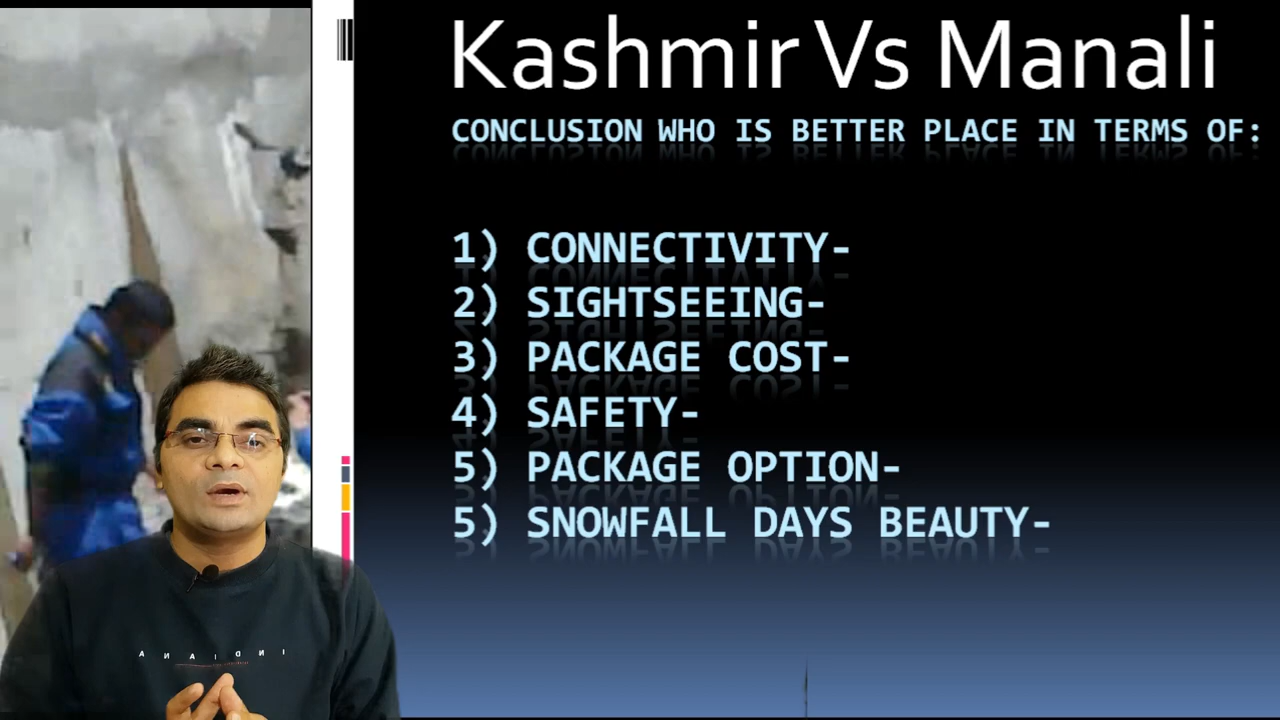 Kashmir Vs Manali
CONCLUSION WHO IS BETTER PLACE IN TERMS OF:
1) CONNECTIVITY-
2) SIGHTSEEING-
3) PACKAGE COST-
4) SAFETY-
5) PACKAGE OPTION-
5) SNOWFALL DAYS BEAUTY-
ANAIDNI